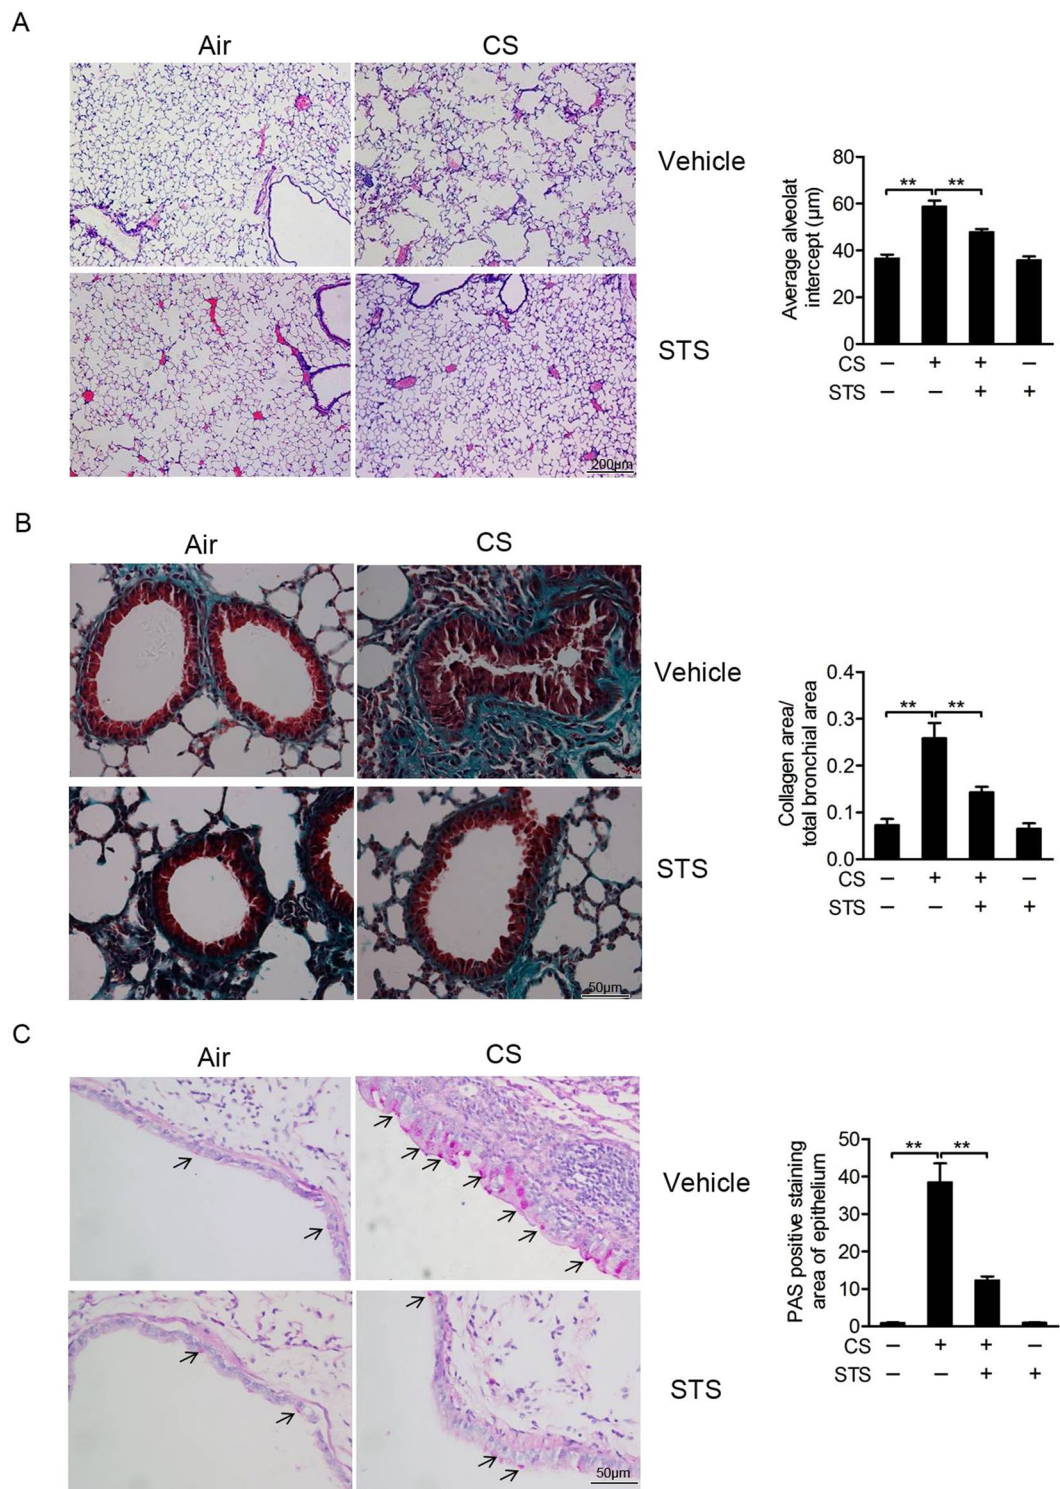 A
Air
CS
Vehicle
STS
200μm
Average alveolat
intercept (μm)
80
60
40
20
0
** **
CS − + + −
STS − − + +
B
Air
CS
Vehicle
STS
50μm
Collagen area/
total bronchial area
0.4
0.3
0.2
0.1
0.0
** **
CS − + + −
STS − − + +
C
Air
CS
Vehicle
STS
50μm
PAS positive staining
area of epithelium
50
40
30
20
10
0
** **
CS − + + −
STS − − + +